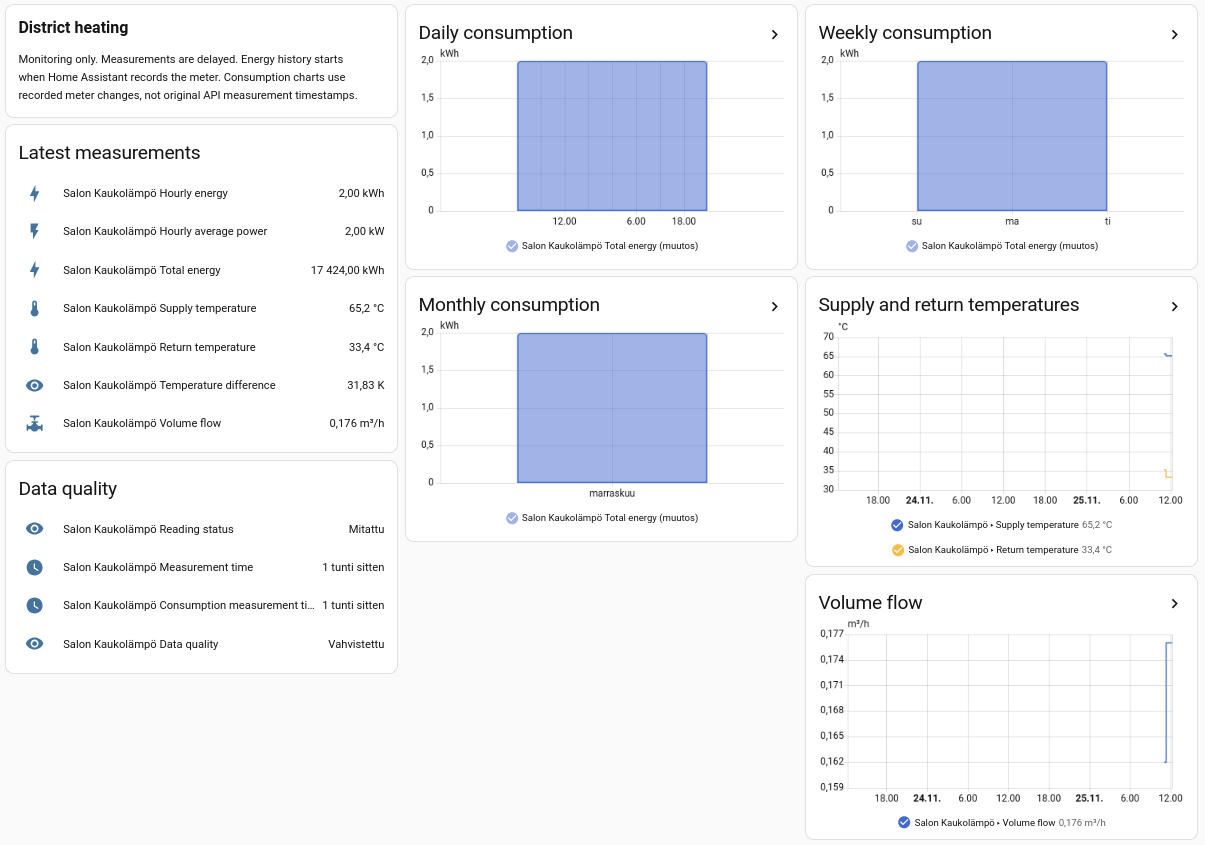 District heating
Monitoring only. Measurements are delayed. Energy history starts
when Home Assistant records the meter. Consumption charts use
recorded meter changes, not original API measurement timestamps.
Latest measurements
Salon Kaukolämpö Hourly energy 2,00 kWh
Salon Kaukolämpö Hourly average power 2,00 kW
Salon Kaukolämpö Total energy 17 424,00 kWh
Salon Kaukolämpö Supply temperature 65,2 °C
Salon Kaukolämpö Return temperature 33,4 °C
Salon Kaukolämpö Temperature difference 31,83 K
Salon Kaukolämpö Volume flow 0,176 m³/h
Data quality
Salon Kaukolämpö Reading status Mitattu
Salon Kaukolämpö Measurement time 1 tunti sitten
Salon Kaukolämpö Consumption measurement ti... 1 tunti sitten
Salon Kaukolämpö Data quality Vahvistettu
Daily consumption
kWh
2,0
1,5
1,0
0,5
0
12.00 6.00 18.00
Salon Kaukolämpö Total energy (muutos)
Monthly consumption
kWh
2,0
1,5
1,0
0,5
0
marraskuu
Salon Kaukolämpö Total energy (muutos)
Weekly consumption
kWh
2,0
1,5
1,0
0,5
0
su ma ti
Salon Kaukolämpö Total energy (muutos)
Supply and return temperatures
°C
70
65
60
55
50
45
40
35
30
18.00 24.11. 6.00 12.00 18.00 25.11. 6.00 12.00
Salon Kaukolämpö ▸ Supply temperature 65,2 °C
Salon Kaukolämpö ▸ Return temperature 33,4 °C
Volume flow
m³/h
0,177
0,174
0,171
0,168
0,165
0,162
0,159
18.00 24.11. 6.00 12.00 18.00 25.11. 6.00 12.00
Salon Kaukolämpö ▸ Volume flow 0,176 m³/h